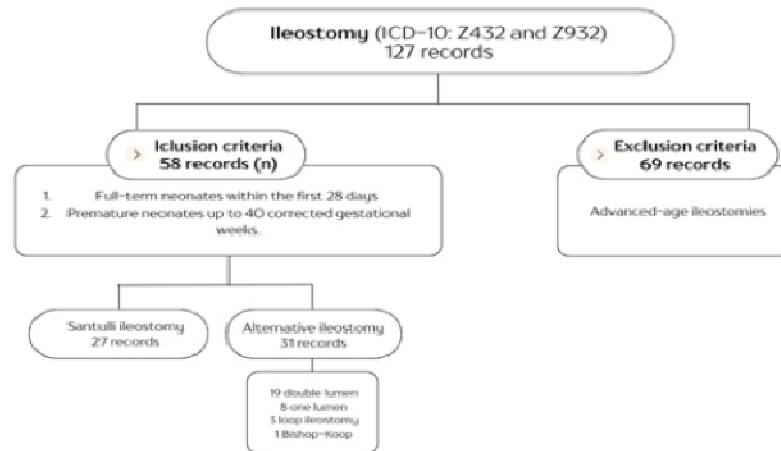 Ileostomy (ICD-10: Z432 and Z932)
127 records
Iclusion criteria
58 records (n)
Exclusion criteria
69 records
1. Full-term neonates within the first 28 days
2. Premature neonates up to 40 corrected gestational
weeks.
Advanced-age ileostomies
Santulli ileostomy
27 records
Alternative ileostomy
31 records
19 double lumen
8 one lumen
3 loop ileostomy
1 Bishop-Koop